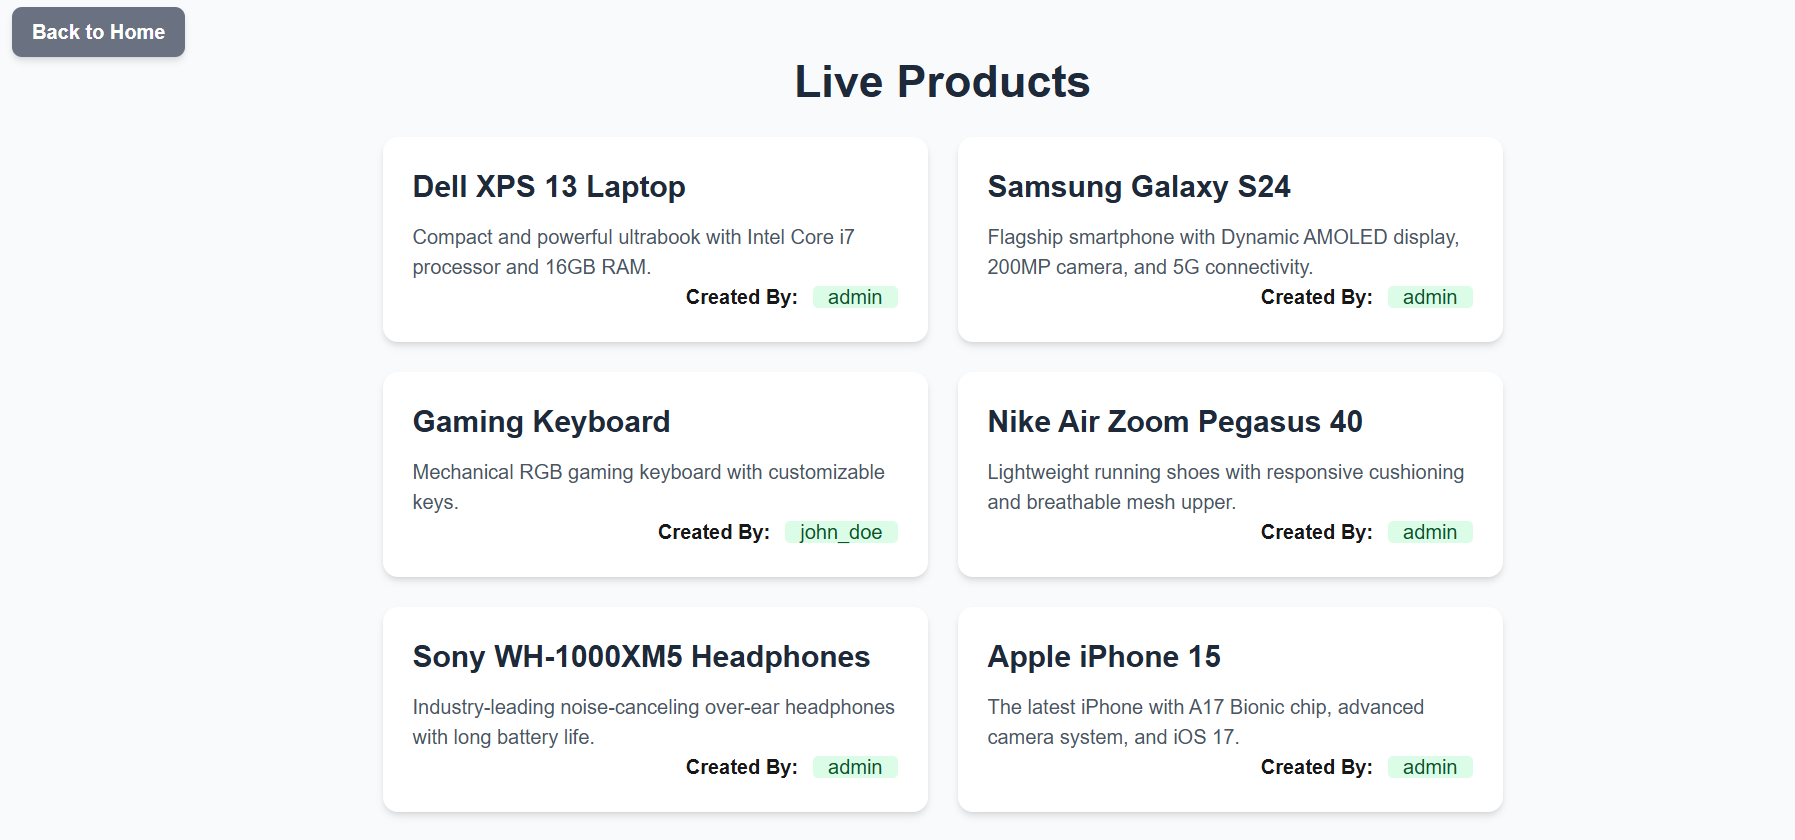 Back to Home
Live Products
Dell XPS 13 Laptop
Compact and powerful ultrabook with Intel Core i7
processor and 16GB RAM.
Created By: admin
Samsung Galaxy S24
Flagship smartphone with Dynamic AMOLED display,
200MP camera, and 5G connectivity.
Created By: admin
Gaming Keyboard
Mechanical RGB gaming keyboard with customizable
keys.
Created By: john_doe
Nike Air Zoom Pegasus 40
Lightweight running shoes with responsive cushioning
and breathable mesh upper.
Created By: admin
Sony WH-1000XM5 Headphones
Industry-leading noise-canceling over-ear headphones
with long battery life.
Created By: admin
Apple iPhone 15
The latest iPhone with A17 Bionic chip, advanced
camera system, and iOS 17.
Created By: admin